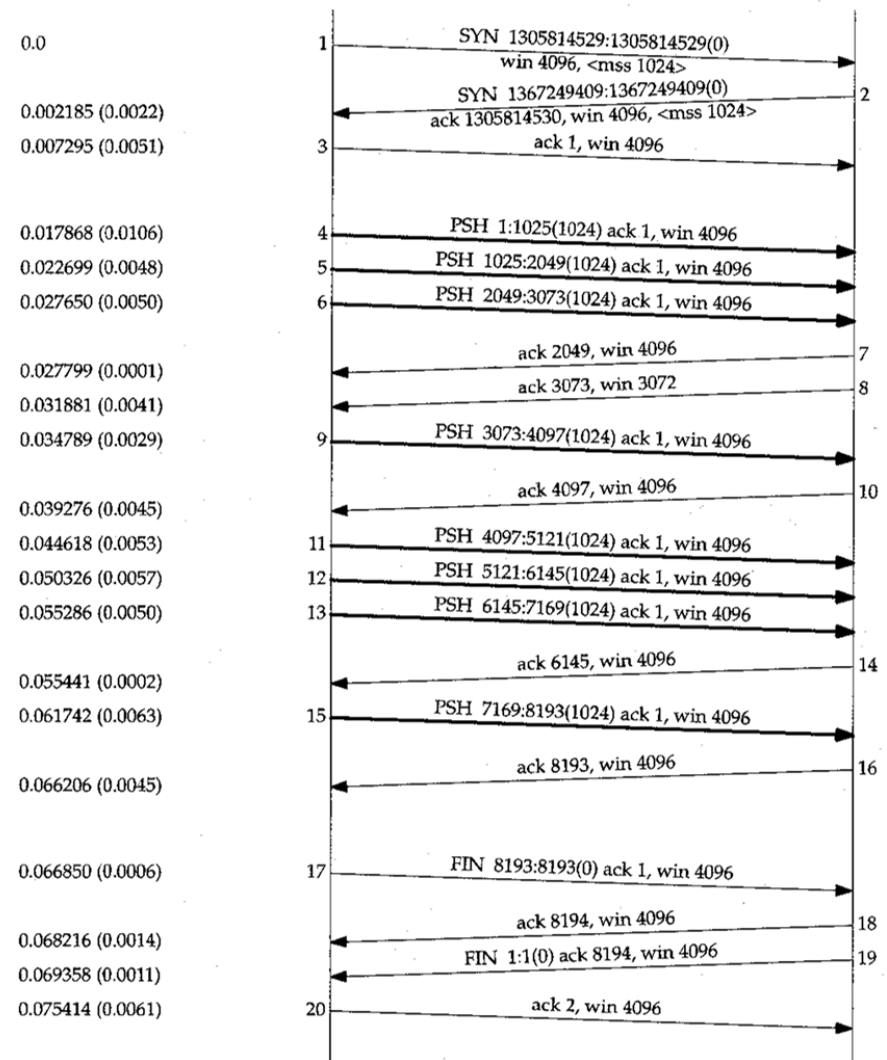 0.0 1 SYN 1305814529:1305814529(0)
win 4096, <mss 1024>
SYN 1367249409:1367249409(0) 2
0.002185 (0.0022) ack 1305814530, win 4096, <mss 1024>
0.007295 (0.0051) 3 ack 1, win 4096
0.017868 (0.0106) 4 PSH 1:1025(1024) ack 1, win 4096
0.022699 (0.0048) 5 PSH 1025:2049(1024) ack 1, win 4096
0.027650 (0.0050) 6 PSH 2049:3073(1024) ack 1, win 4096
ack 2049, win 4096 7
0.027799 (0.0001)
ack 3073, win 3072 8
0.031881 (0.0041)
0.034789 (0.0029) 9 PSH 3073:4097(1024) ack 1, win 4096
ack 4097, win 4096 10
0.039276 (0.0045)
0.044618 (0.0053) 11 PSH 4097:5121(1024) ack 1, win 4096
0.050326 (0.0057) 12 PSH 5121:6145(1024) ack 1, win 4096
0.055286 (0.0050) 13 PSH 6145:7169(1024) ack 1, win 4096
ack 6145, win 4096 14
0.055441 (0.0002)
0.061742 (0.0063) 15 PSH 7169:8193(1024) ack 1, win 4096
ack 8193, win 4096 16
0.066206 (0.0045)
0.066850 (0.0006) 17 FIN 8193:8193(0) ack 1, win 4096
ack 8194, win 4096 18
0.068216 (0.0014)
FIN 1:1(0) ack 8194, win 4096 19
0.069358 (0.0011)
0.075414 (0.0061) 20 ack 2, win 4096